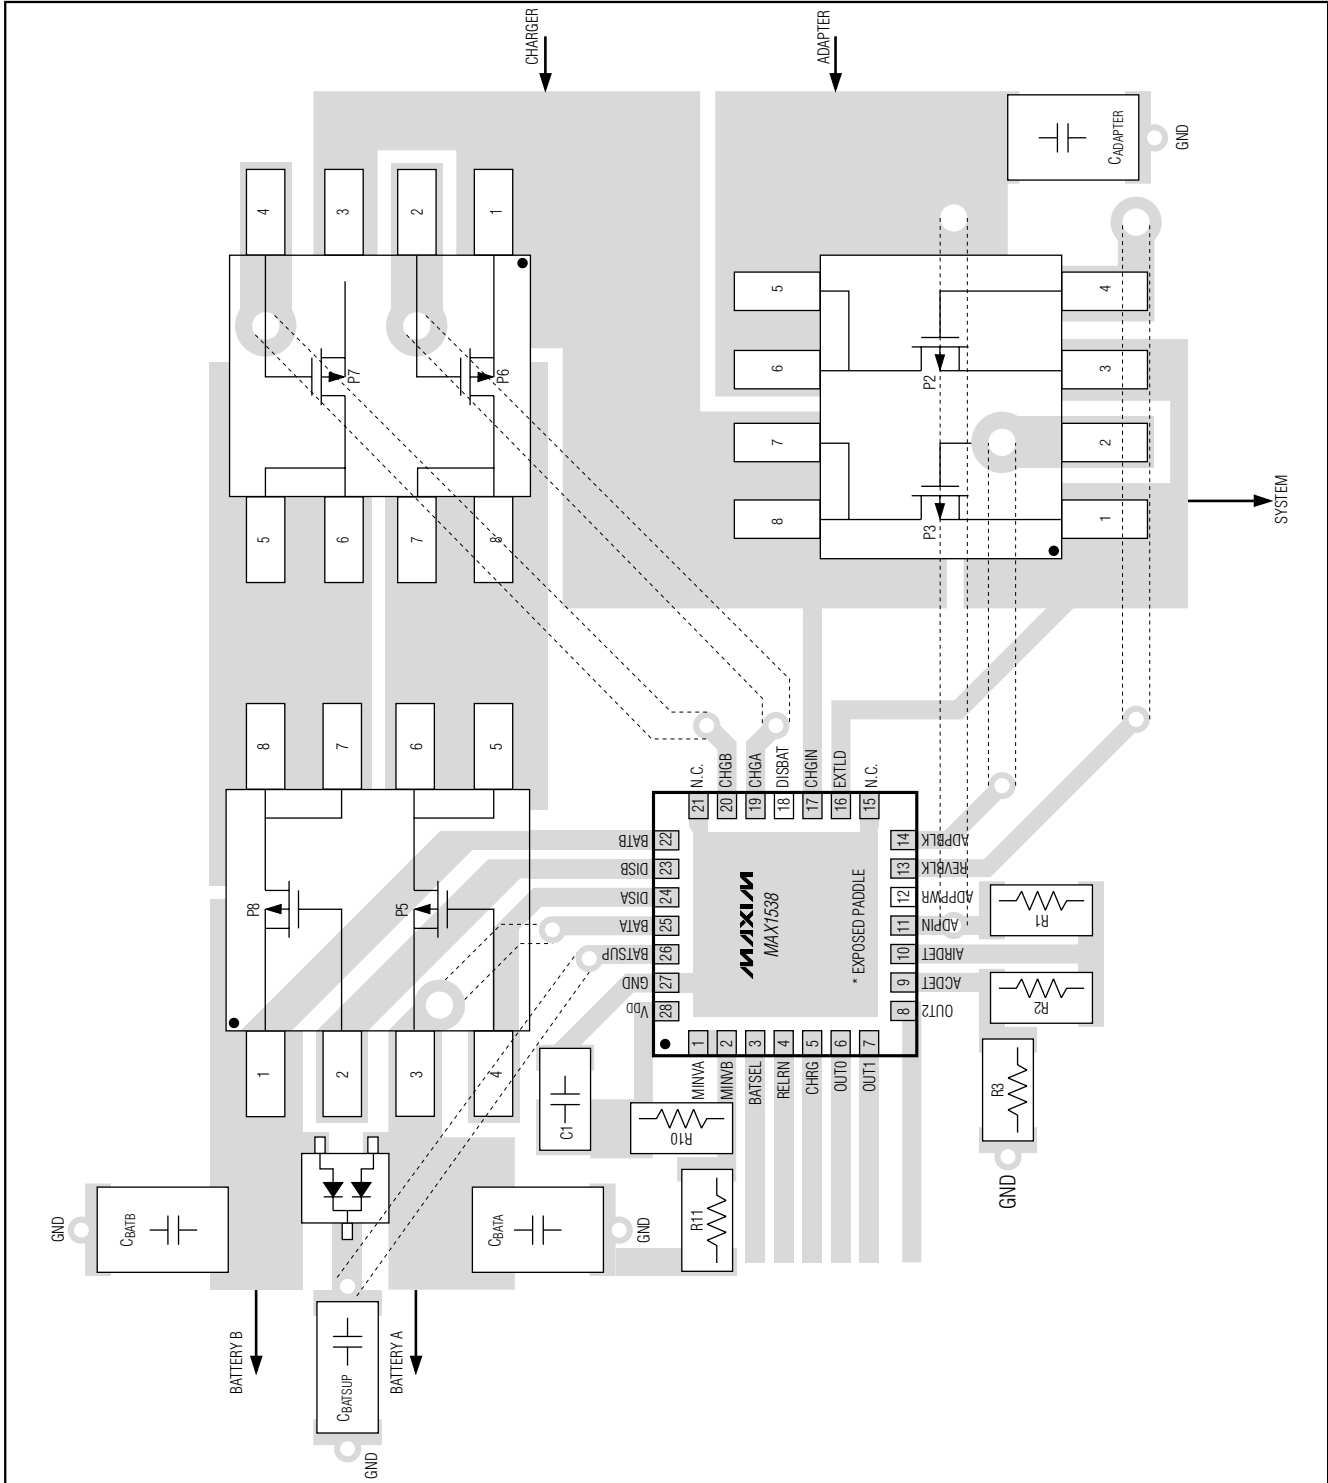 CHARGER
ADAPTER
CADAPTER
GND
4
3
2
1
P7
P6
5
6
7
8
5
6
7
8
P2
P3
4
3
2
1
SYSTEM
8
7
6
5
P8
P5
1
2
3
4
21 N.C.
20 CHGB
19 CHGA
18 DISBAT
17 CHGIN
16 EXTLD
15 N.C.
BATB 22
DISB 23
DISA 24
BATA 25
BATSUP 26
GND 27
VDD 28
14 ADPBLK
13 REVBLK
12 ADPPWR
11 ADPIN
10 AIRDET
9 ACDET
8 OUT2
MAXIM
MAX1538
* EXPOSED PADDLE
MINVA 1
MINVB 2
BATSEL 3
RELRN 4
CHRG 5
OUT0 6
OUT1 7
R1
R2
R3
GND
C1
R10
R11
GND
CBATB
CBATA
GND
BATTERY B
CBATSUP
BATTERY A
GND